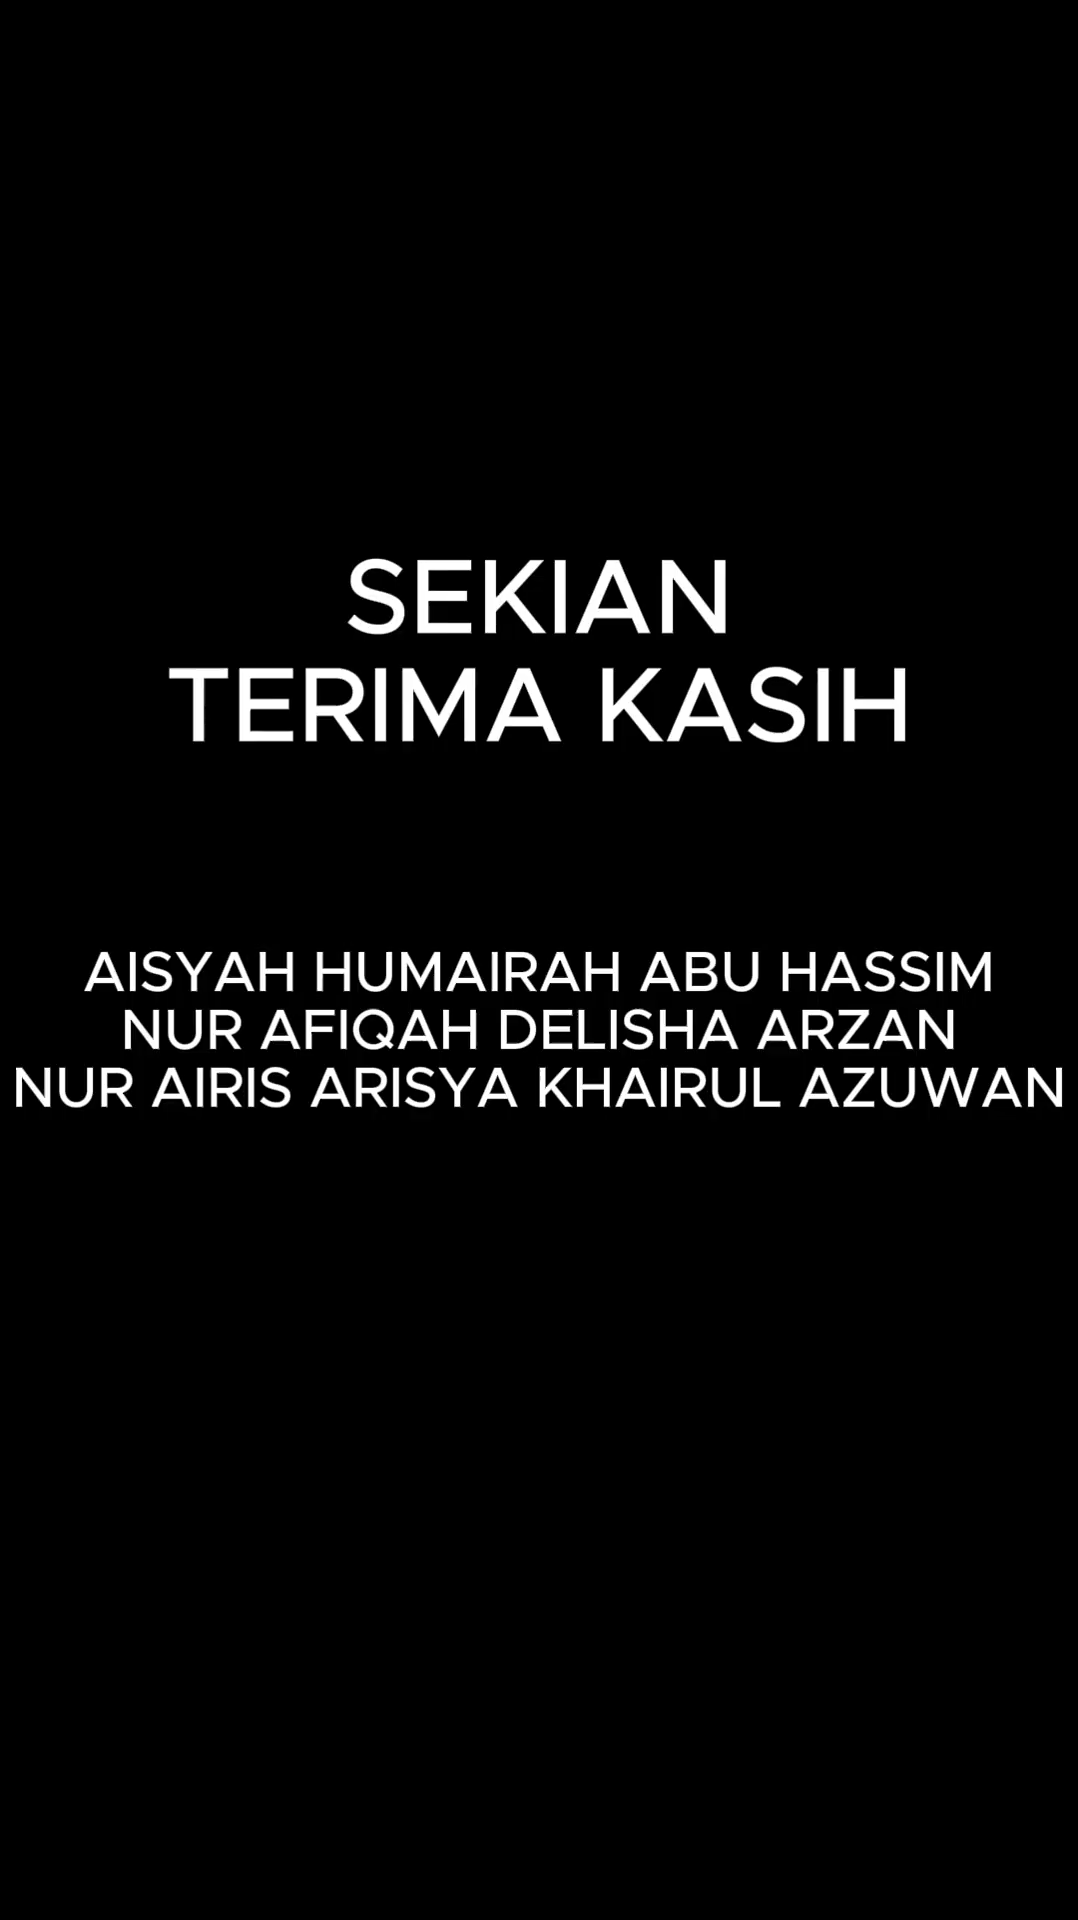 SEKIAN
TERIMA KASIH
AISYAH HUMAIRAH ABU HASSIM
NUR AFIQAH DELISHA ARZAN
NUR AIRIS ARISYA KHAIRUL AZUWAN